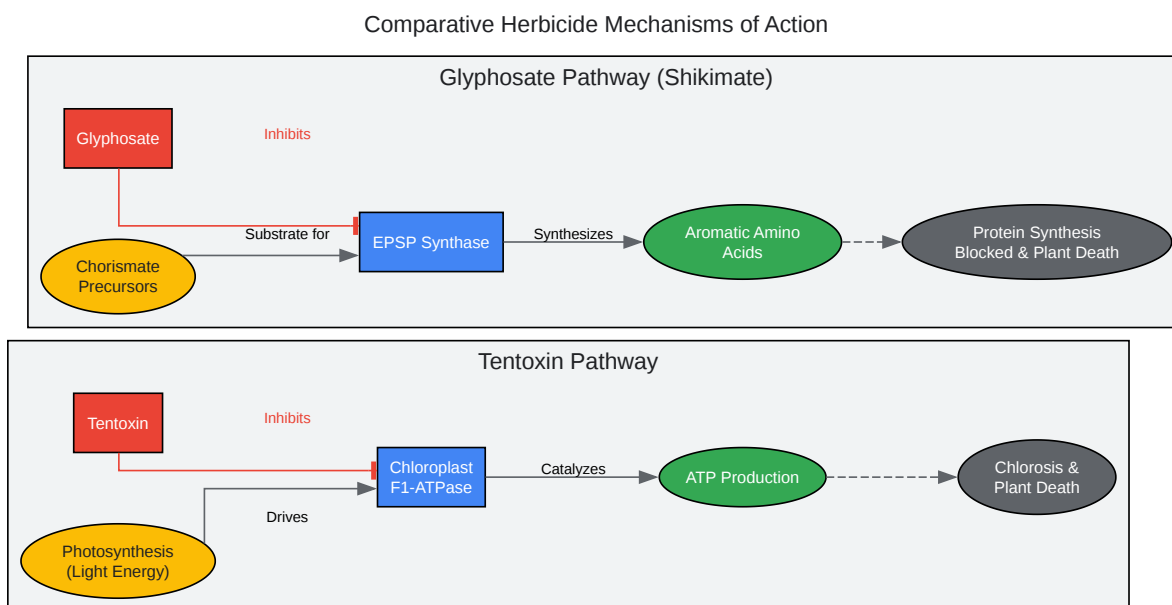 Comparative Herbicide Mechanisms of Action
Glyphosate Pathway (Shikimate)
Glyphosate
Inhibits
Substrate for
EPSP Synthase
Synthesizes
Aromatic Amino
Acids
Protein Synthesis
Blocked & Plant Death
Chorismate
Precursors
Tentoxin Pathway
Tentoxin
Inhibits
Chloroplast
F1-ATPase
Catalyzes
ATP Production
Chlorosis &
Plant Death
Drives
Photosynthesis
(Light Energy)